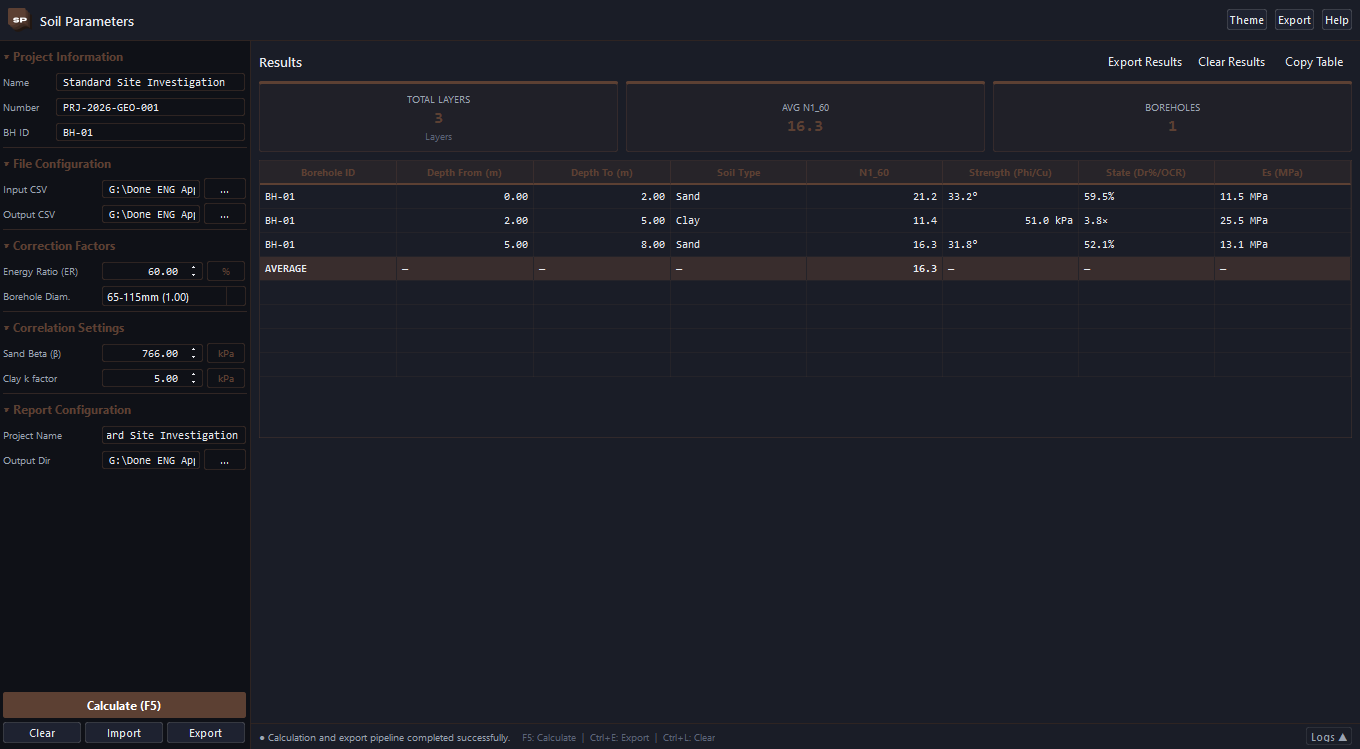 SP Soil Parameters Theme Export Help
▾ Project Information
Name Standard Site Investigation
Number PRJ-2026-GEO-001
BH ID BH-01
▾ File Configuration
Input CSV G:\Done ENG Ap ...
Output CSV G:\Done ENG Ap ...
▾ Correction Factors
Energy Ratio (ER) 60.00 %
Borehole Diam. 65-115mm (1.00)
▾ Correlation Settings
Sand Beta (β) 766.00 kPa
Clay k factor 5.00 kPa
▾ Report Configuration
Project Name ard Site Investigation
Output Dir G:\Done ENG Ap ...
Calculate (F5)
Clear Import Export
Results Export Results Clear Results Copy Table
TOTAL LAYERS
3
Layers
AVG N1_60
16.3
BOREHOLES
1
Borehole ID Depth From (m) Depth To (m) Soil Type N1_60 Strength (Phi/Cu) State (Dr%/OCR) Es (MPa)
BH-01 0.00 2.00 Sand 21.2 33.2° 59.5% 11.5 MPa
BH-01 2.00 5.00 Clay 11.4 51.0 kPa 3.8× 25.5 MPa
BH-01 5.00 8.00 Sand 16.3 31.8° 52.1% 13.1 MPa
AVERAGE — — — 16.3 — — —
● Calculation and export pipeline completed successfully. F5: Calculate | Ctrl+E: Export | Ctrl+L: Clear Logs ▲